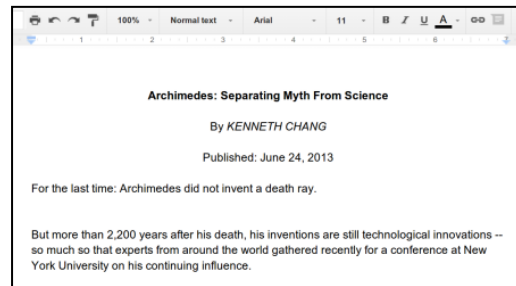 100% Normal text Arial 11 B I U A
1 2 3 4 5 6
Archimedes: Separating Myth From Science
By KENNETH CHANG
Published: June 24, 2013
For the last time: Archimedes did not invent a death ray.
But more than 2,200 years after his death, his inventions are still technological innovations --
so much so that experts from around the world gathered recently for a conference at New
York University on his continuing influence.